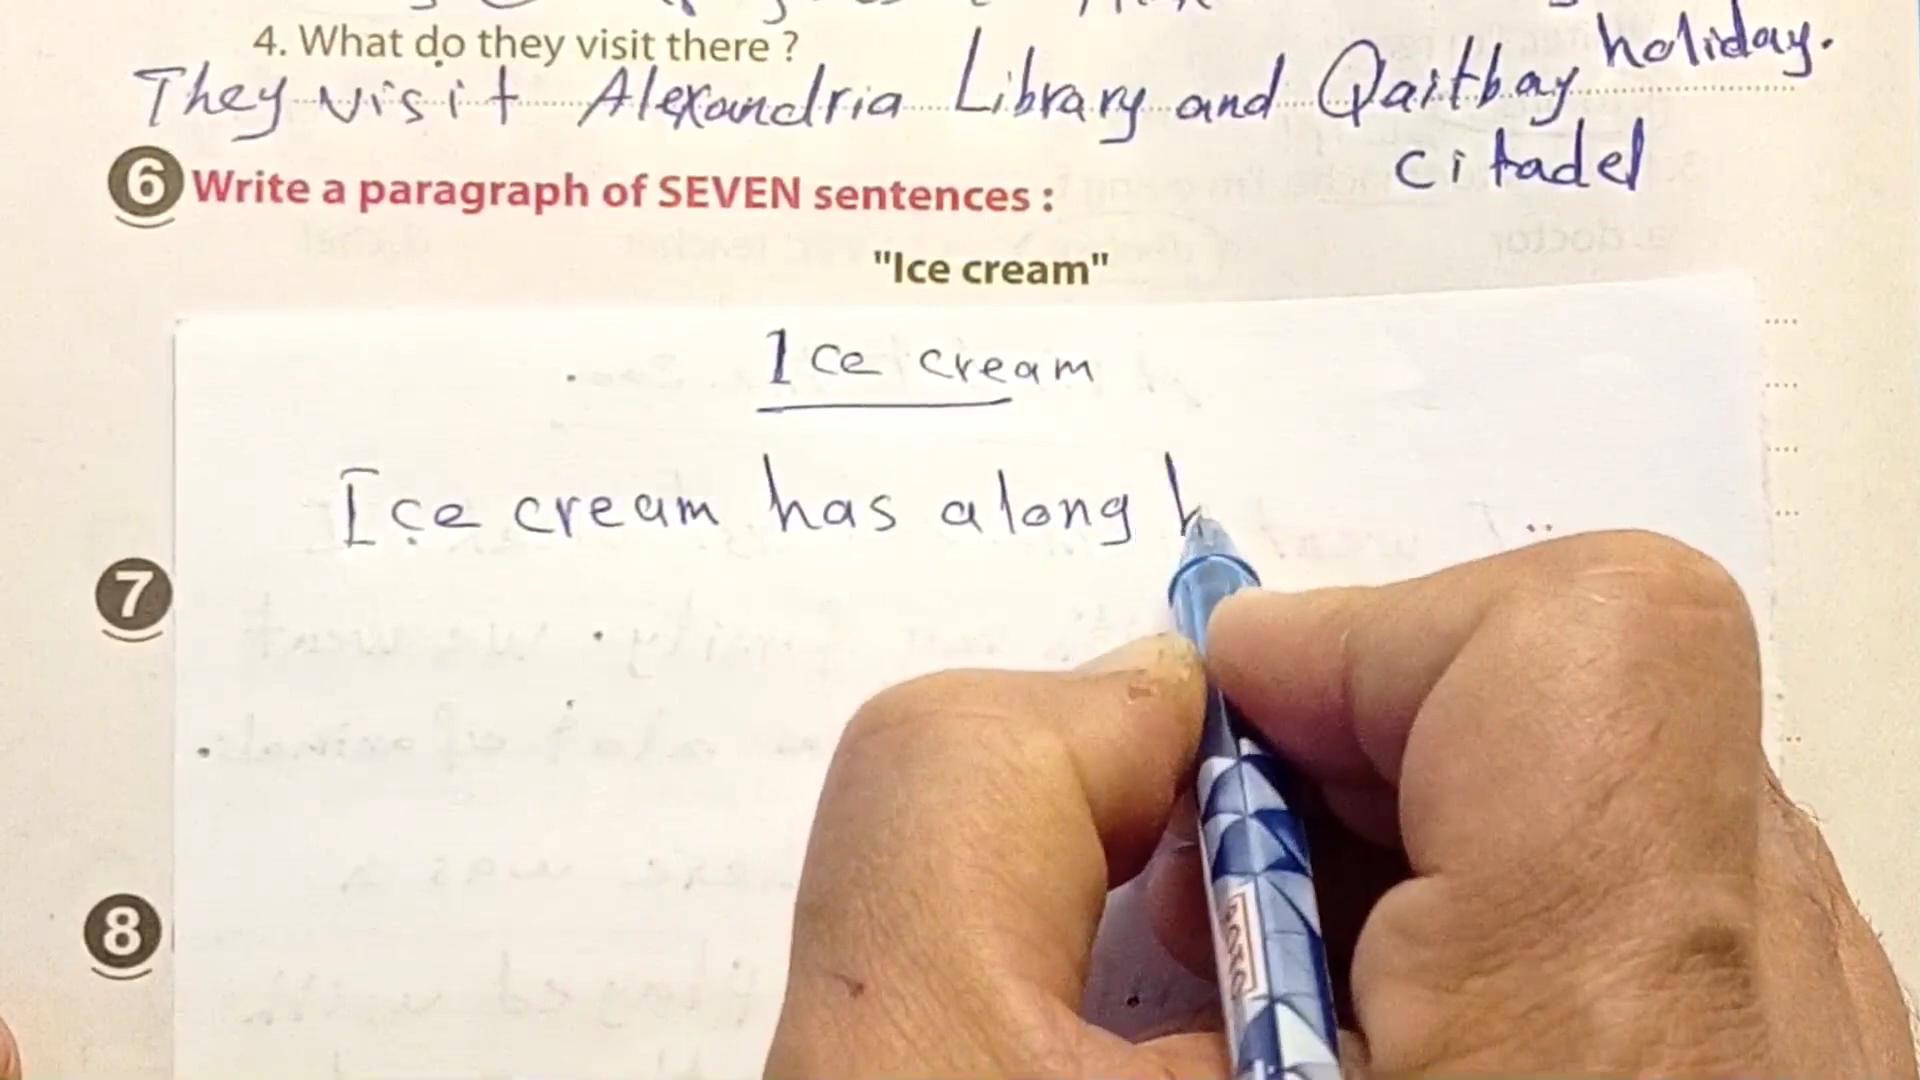 4. What do they visit there ?
holiday.
They visit Alexandria Library and Qaitbay
citadel
6 Write a paragraph of SEVEN sentences :
"Ice cream"
Ice cream
Ice cream has along h
7
8